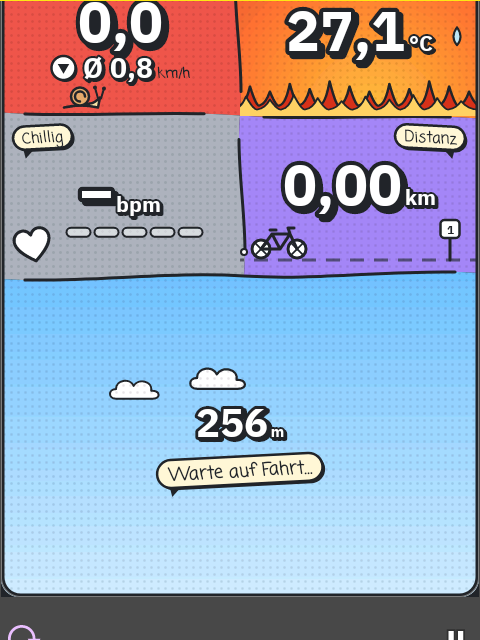 0,0
27,1 °C
Ø 0,8 km/h
Chillig
Distanz
– bpm
0,00 km
1
256 m
Warte auf Fahrt...